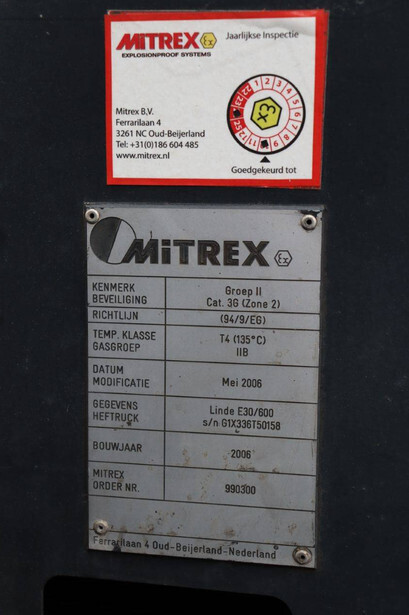 MiTREX Ex
EXPLOSIONPROOF SYSTEMS
Jaarlijkse Inspectie
Mitrex B.V.
Ferrarilaan 4
3261 NC Oud-Beijerland
Tel: +31(0)186 604 485
www.mitrex.nl
Goedgekeurd tot
MiTREX Ex
KENMERK BEVEILIGING
Groep II
Cat. 3G (Zone 2)
RICHTLIJN
(94/9/EG)
TEMP. KLASSE
GASGROEP
T4 (135°C)
IIB
DATUM
MODIFICATIE
Mei 2006
GEGEVENS
HEFTRUCK
Linde E30/600
s/n G1X336T50158
BOUWJAAR
2006
MITREX
ORDER NR.
990300
Ferrarilaan 4 Oud-Beijerland-Nederland